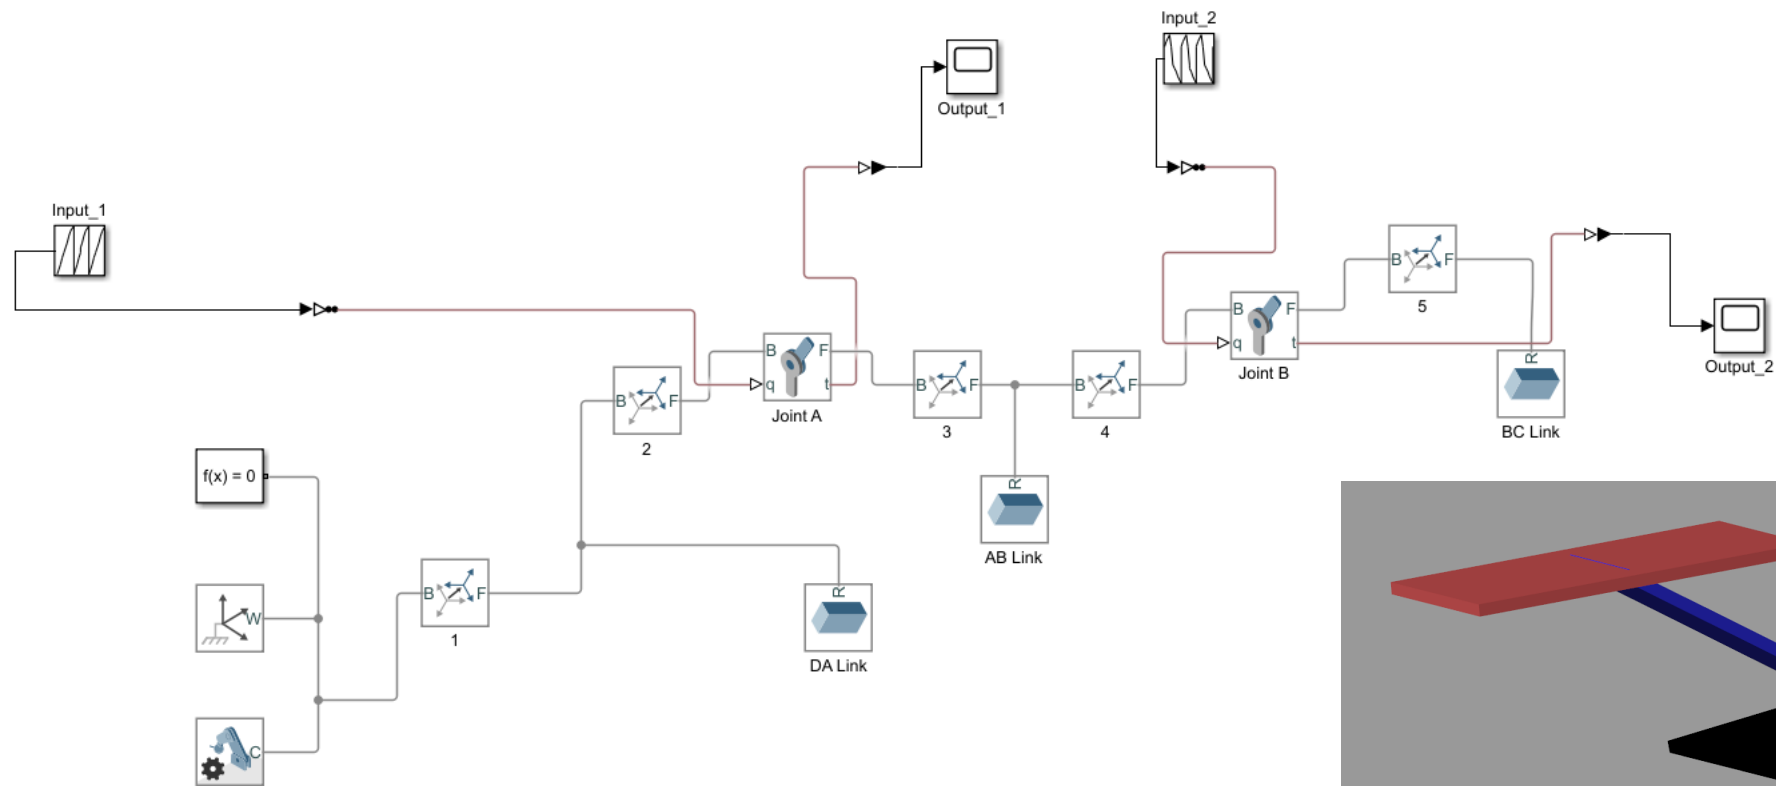 Input_2
Output_1
Input_1
B
F
5
B
F
q
t
Joint B
Output_2
B
F
q
t
Joint A
B
F
2
B
F
3
B
F
4
R
BC Link
f(x) = 0
R
AB Link
B
F
1
W
R
DA Link
C